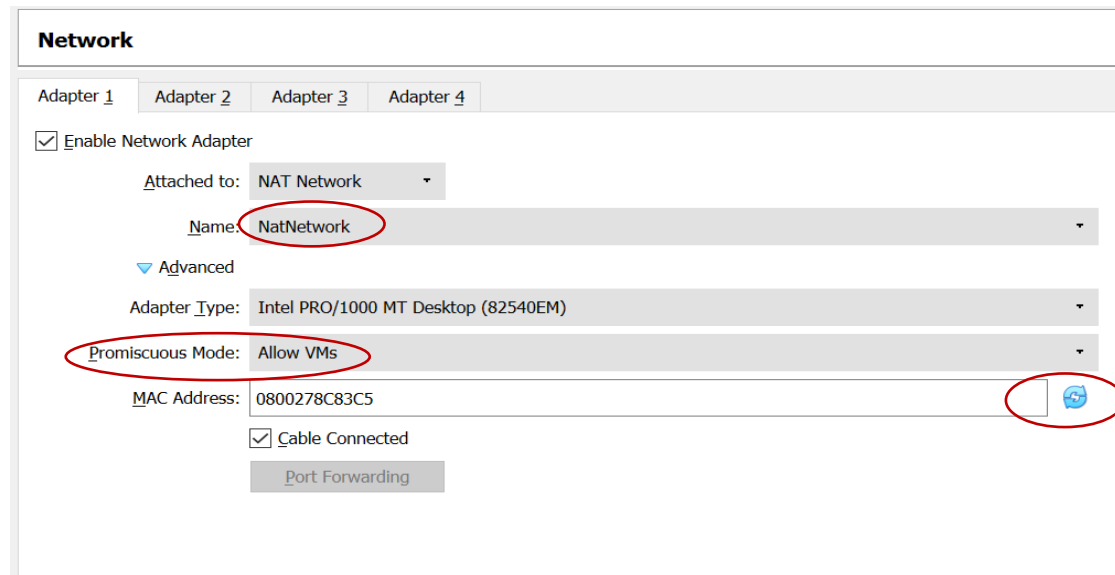 Network
Adapter 1 Adapter 2 Adapter 3 Adapter 4
Enable Network Adapter
Attached to: NAT Network
Name: NatNetwork
Advanced
Adapter Type: Intel PRO/1000 MT Desktop (82540EM)
Promiscuous Mode: Allow VMs
MAC Address: 0800278C83C5
Cable Connected
Port Forwarding